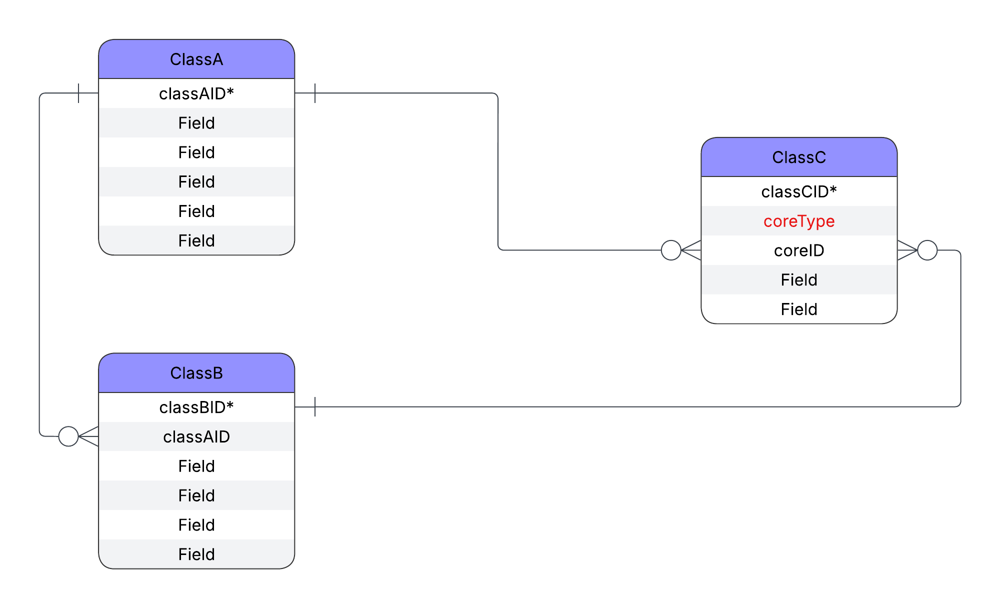 ClassA
classAID*
Field
Field
Field
Field
Field
ClassC
classCID*
coreType
coreID
Field
Field
ClassB
classBID*
classAID
Field
Field
Field
Field